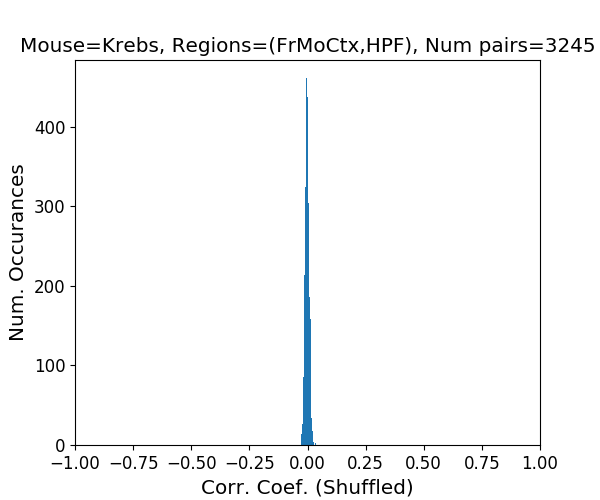 Mouse=Krebs, Regions=(FrMoCtx,HPF), Num pairs=3245
Num. Occurances
400
300
200
100
0
−1.00 −0.75 −0.50 −0.25 0.00 0.25 0.50 0.75 1.00
Corr. Coef. (Shuffled)